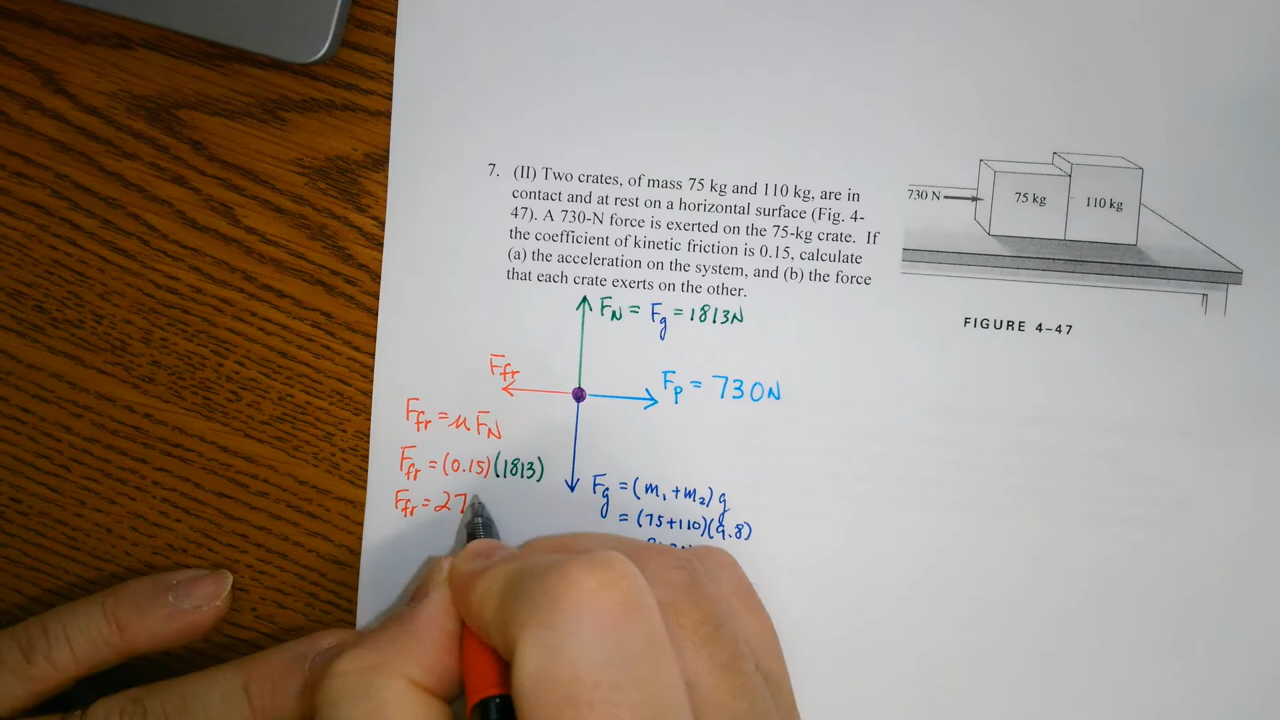 7. (II) Two crates, of mass 75 kg and 110 kg, are in
contact and at rest on a horizontal surface (Fig. 4-
47). A 730-N force is exerted on the 75-kg crate. If
the coefficient of kinetic friction is 0.15, calculate
(a) the acceleration on the system, and (b) the force
that each crate exerts on the other.
730 N
75 kg
110 kg
FIGURE 4-47
FN = Fg = 1813N
Ffr
Fp = 730N
Ffr = μ FN
Ffr = (0.15)(1813)
Ffr = 27
Fg = (m₁ + m₂) g
= (75+110)(9.8)